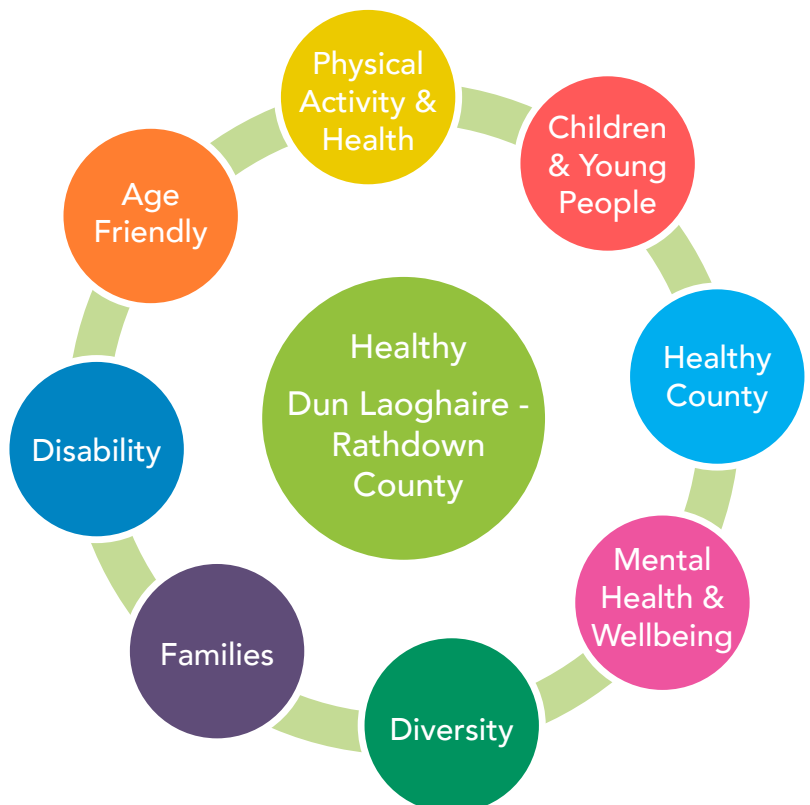 Physical
Activity &
Health
Children
& Young
People
Age
Friendly
Healthy
Dun Laoghaire -
Rathdown
County
Healthy
County
Disability
Mental
Health &
Wellbeing
Families
Diversity